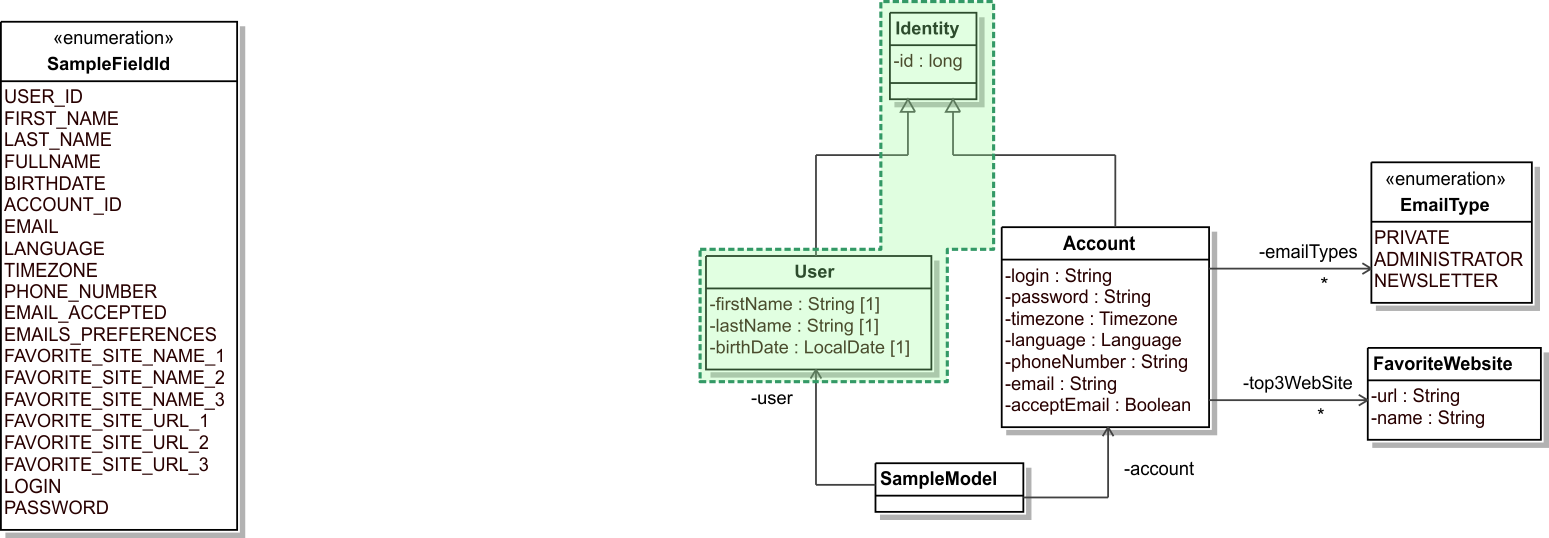 «enumeration»
SampleFieldId
USER_ID
FIRST_NAME
LAST_NAME
FULLNAME
BIRTHDATE
ACCOUNT_ID
EMAIL
LANGUAGE
TIMEZONE
PHONE_NUMBER
EMAIL_ACCEPTED
EMAILS_PREFERENCES
FAVORITE_SITE_NAME_1
FAVORITE_SITE_NAME_2
FAVORITE_SITE_NAME_3
FAVORITE_SITE_URL_1
FAVORITE_SITE_URL_2
FAVORITE_SITE_URL_3
LOGIN
PASSWORD
Identity
-id : long
User
-firstName : String [1]
-lastName : String [1]
-birthDate : LocalDate [1]
-user
Account
-login : String
-password : String
-timezone : Timezone
-language : Language
-phoneNumber : String
-email : String
-acceptEmail : Boolean
-account
SampleModel
-emailTypes
*
«enumeration»
EmailType
PRIVATE
ADMINISTRATOR
NEWSLETTER
-top3WebSite
*
FavoriteWebsite
-url : String
-name : String